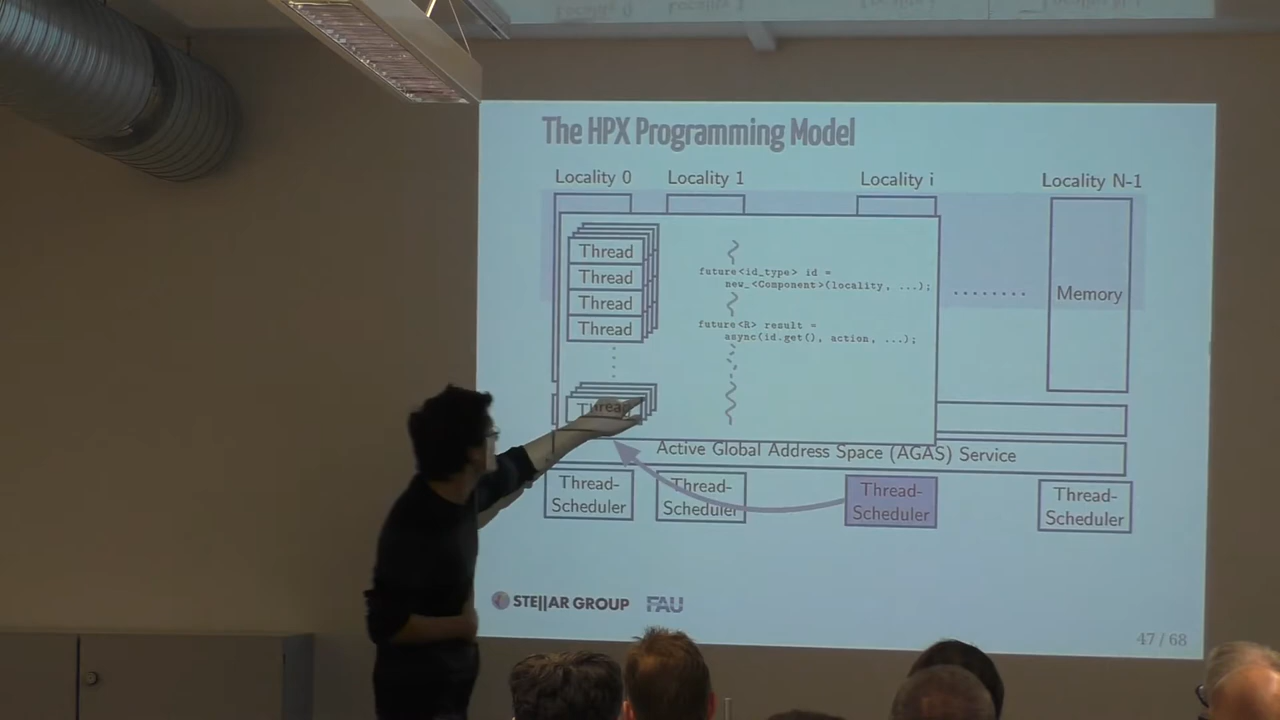 The HPX Programming Model
Locality 0
Locality 1
Locality i
Locality N-1
Thread
Thread
Thread
Thread
Thread
future<id_type> id =
new_<Component>(locality, ...);
future<R> result =
async(id.get(), action, ...);
Memory
Active Global Address Space (AGAS) Service
Thread-
Scheduler
Thread-
Scheduler
Thread-
Scheduler
Thread-
Scheduler
STE||AR GROUP
FAU
47 / 68